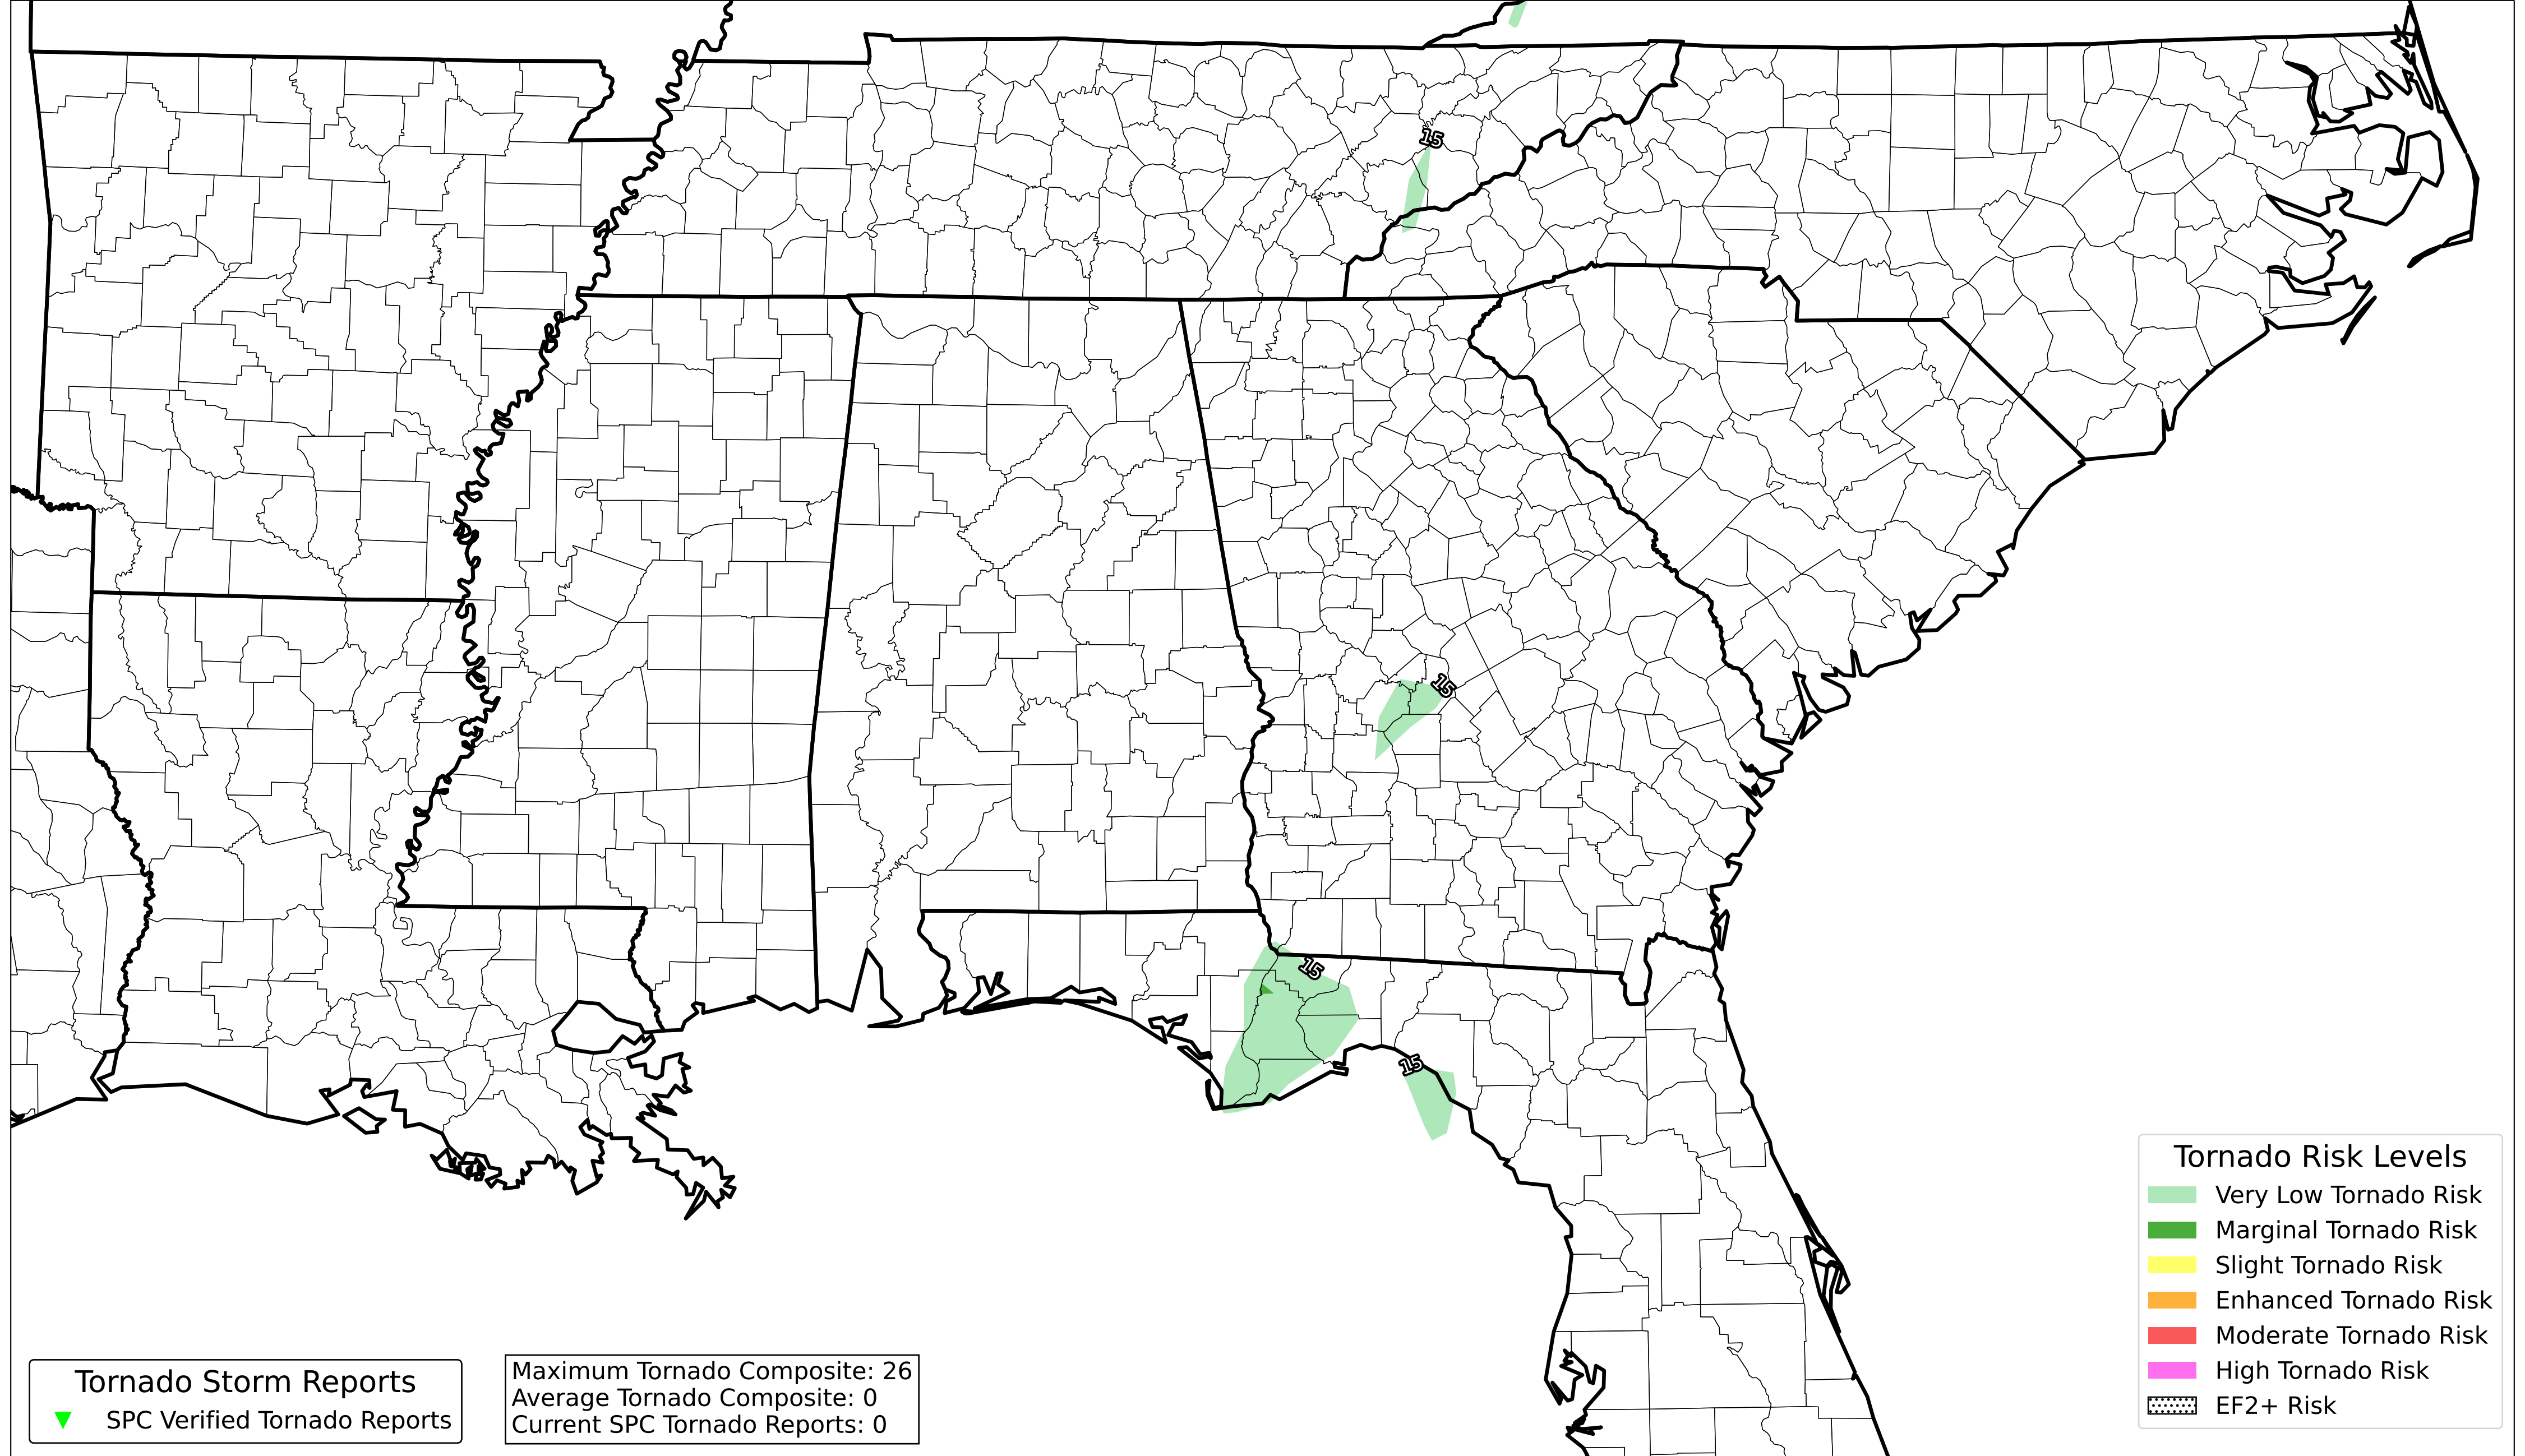 15
15
15
15
Tornado Risk Levels
Very Low Tornado Risk
Marginal Tornado Risk
Slight Tornado Risk
Enhanced Tornado Risk
Moderate Tornado Risk
High Tornado Risk
EF2+ Risk
Tornado Storm Reports
SPC Verified Tornado Reports
Maximum Tornado Composite: 26
Average Tornado Composite: 0
Current SPC Tornado Reports: 0